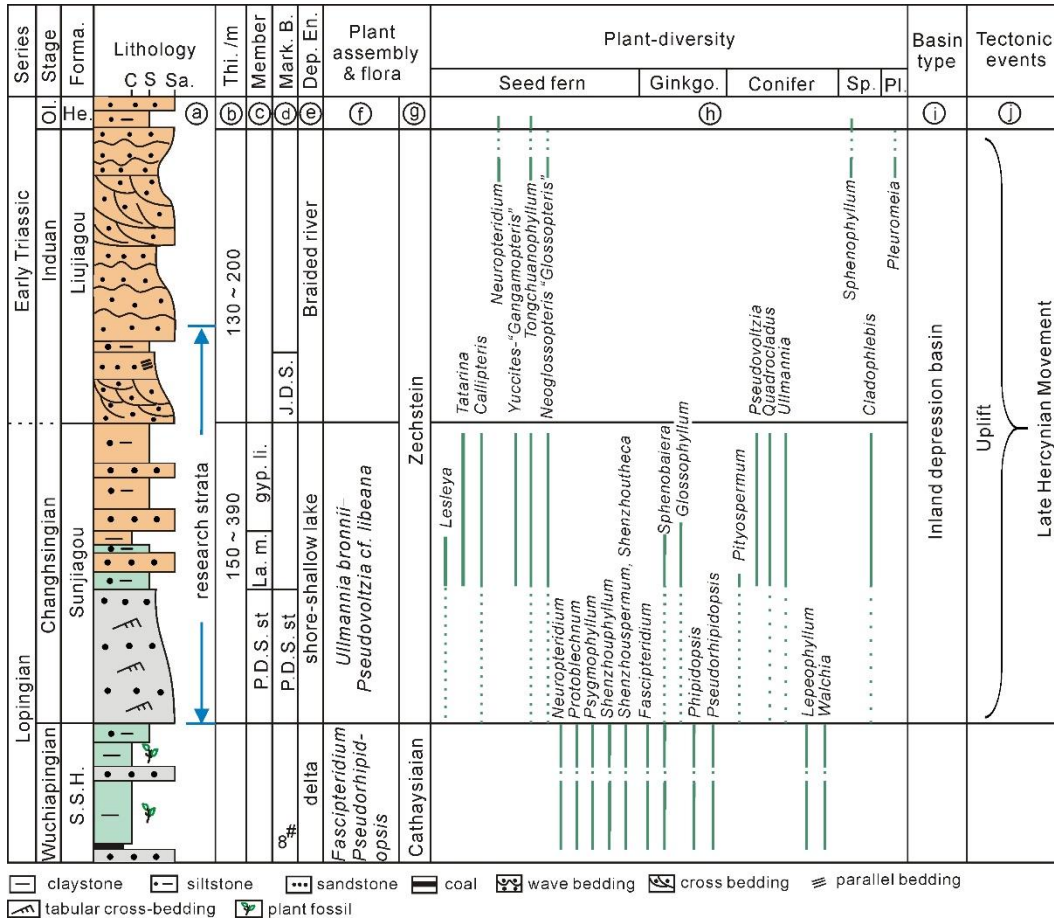 Series
Stage
Forma.
Lithology
C S Sa.
Thi. /m
Member
Mark. B.
Dep. En.
Plant
assembly
& flora
Plant-diversity
Seed fern
Ginkgo.
Conifer
Sp.
Pl.
Basin
type
Tectonic
events
Ol.
He.
a
b
c
d
e
f
g
h
i
j
Early Triassic
Induan
Liujiagou
130~200
J.D.S.
Braided river
Neuropteridium
Yuccites-"Gangamopteris"
Tongchuanophyllum
Neoglossopteris "Glossopteris"
Sphenophyllum
Pleuromeia
Tatarina
Callipteris
Pseudovoltzia
Quadrocladus
Ullmannia
Cladophlebis
Lopingian
Changhsingian
Sunjiagou
research strata
150~390
gyp. li.
La. m.
P.D.S. st
P.D.S. st
shore-shallow lake
Ullmannia bronnii-
Pseudovoltzia cf. libeana
Zechstein
Lesleya
Sphenobaiera
Glossophyllum
Pityospermum
Neuropteridium
Protoblechnum
Psygmophyllum
Shenzhouphyllum
Shenzhouspermum, Shenzhoutheca
Fascipteridium
Phipidopsis
Pseudorhipidopsis
Lepeophyllum
Walchia
Inland depression basin
Uplift
Late Hercynian Movement
Wuchiapingian
S.S.H.
8#
delta
Fascipteridium
Pseudorhipid-
opsis
Cathaysaian
claystone siltstone sandstone coal wave bedding cross bedding parallel bedding
tabular cross-bedding plant fossil